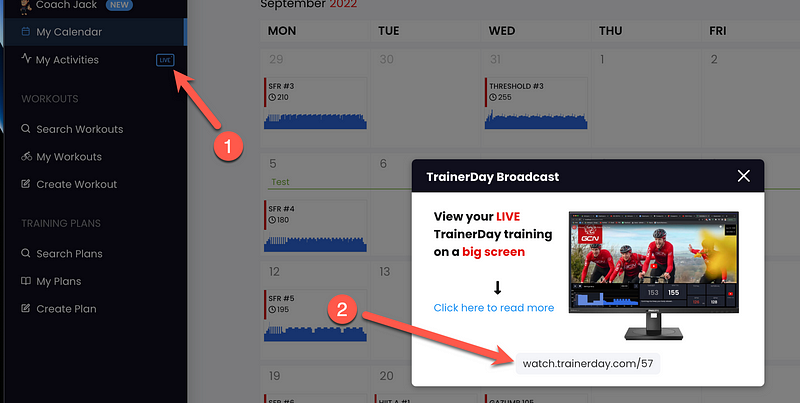 Coach Jack NEW
My Calendar
My Activities LIVE
WORKOUTS
Search Workouts
My Workouts
Create Workout
TRAINING PLANS
Search Plans
My Plans
Create Plan
September 2022
MON TUE WED THU FRI
29 30 31 1 2
SFR #3
210
THRESHOLD #3
255
5 6
Test
SFR #4
180
12 13
SFR #5
195
19 20
SFR #6 HIIT A #1 GAZUMP 105
1
2
TrainerDay Broadcast
View your LIVE
TrainerDay training
on a big screen
Click here to read more
GCN
153 155
watch.trainerday.com/57